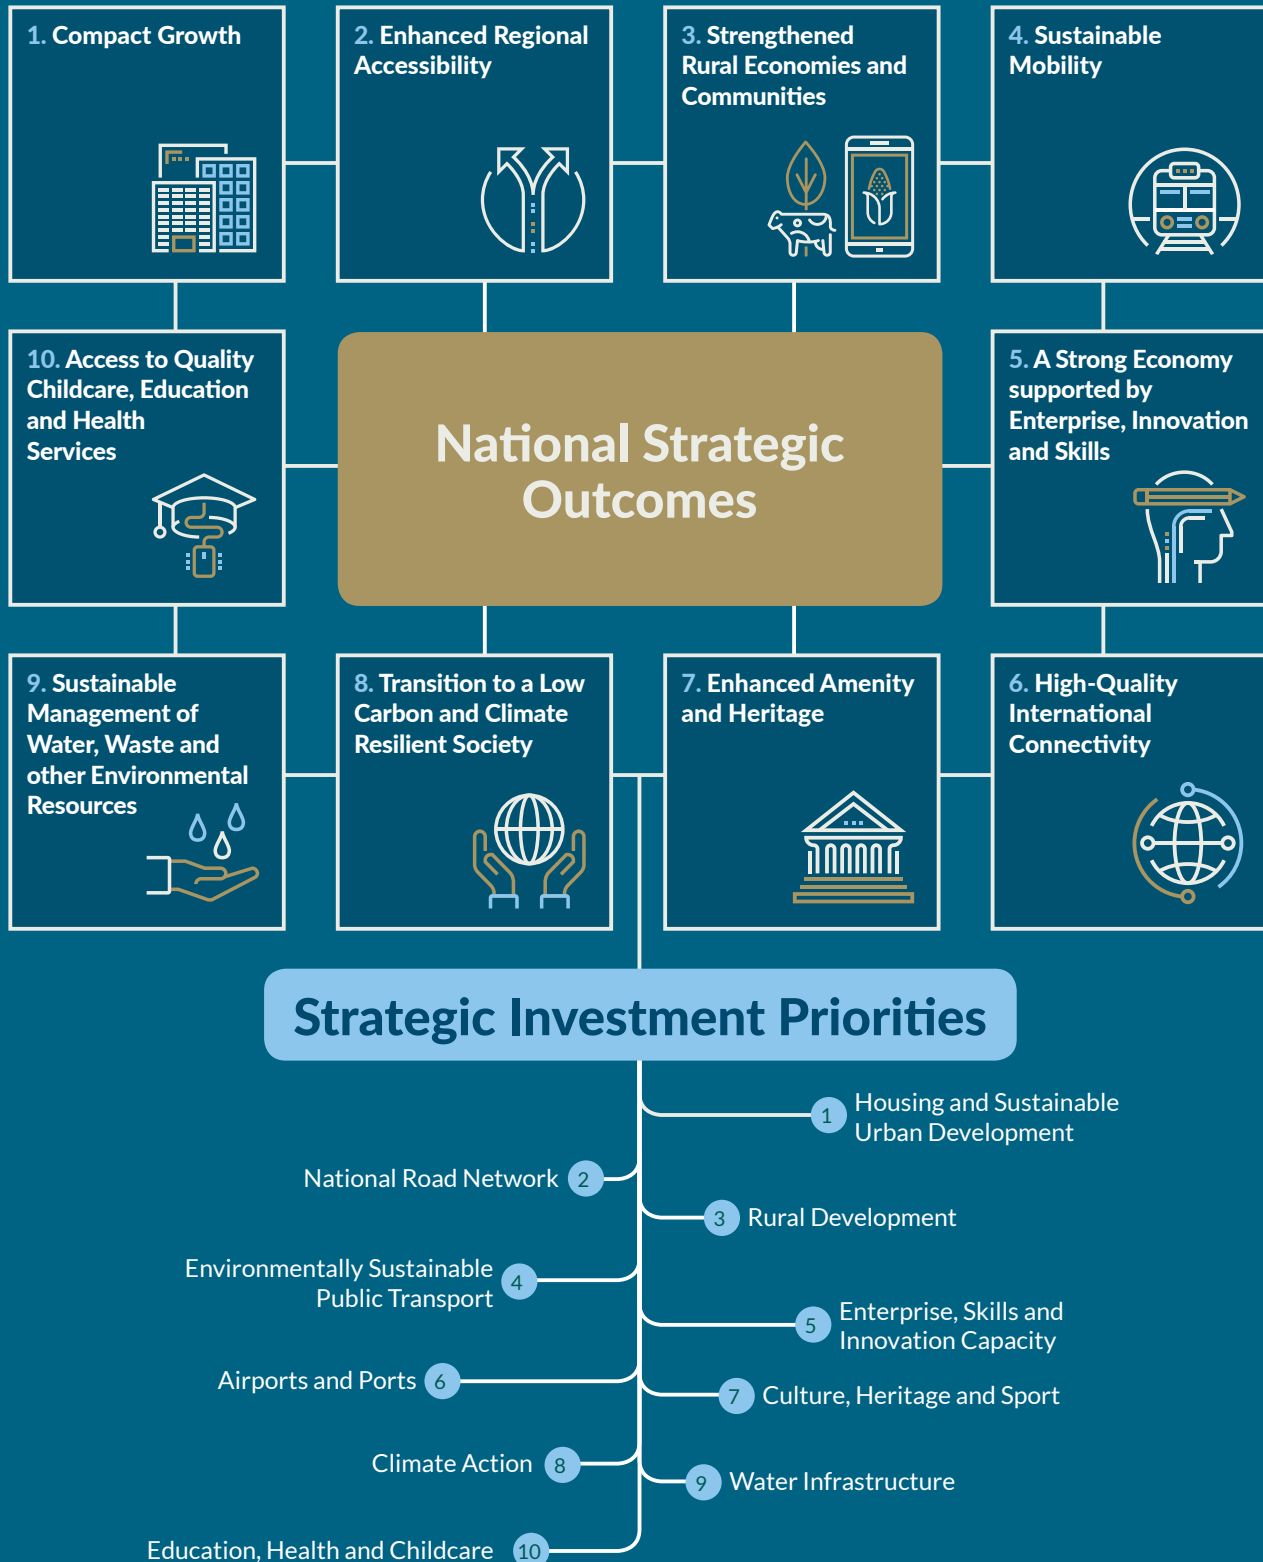 1. Compact Growth
2. Enhanced Regional
Accessibility
3. Strengthened
Rural Economies and
Communities
4. Sustainable
Mobility
10. Access to Quality
Childcare, Education
and Health
Services
National Strategic
Outcomes
5. A Strong Economy
supported by
Enterprise, Innovation
and Skills
9. Sustainable
Management of
Water, Waste and
other Environmental
Resources
8. Transition to a Low
Carbon and Climate
Resilient Society
7. Enhanced Amenity
and Heritage
6. High-Quality
International
Connectivity
Strategic Investment Priorities
1 Housing and Sustainable
Urban Development
National Road Network 2
3 Rural Development
Environmentally Sustainable
Public Transport 4
5 Enterprise, Skills and
Innovation Capacity
Airports and Ports 6
7 Culture, Heritage and Sport
Climate Action 8
9 Water Infrastructure
Education, Health and Childcare 10